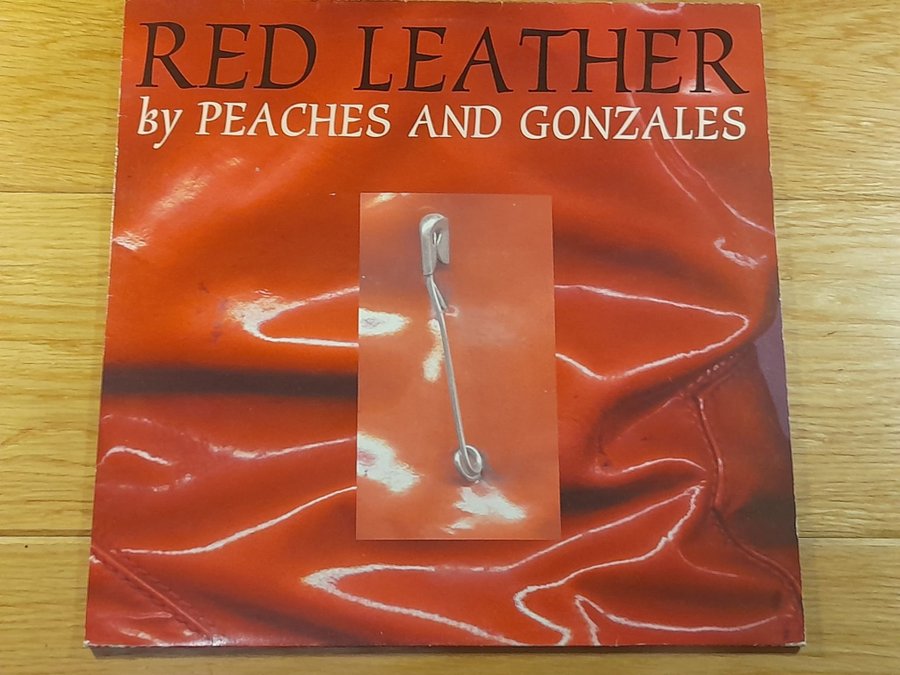 RED LEATHER
by PEACHES AND GONZALES